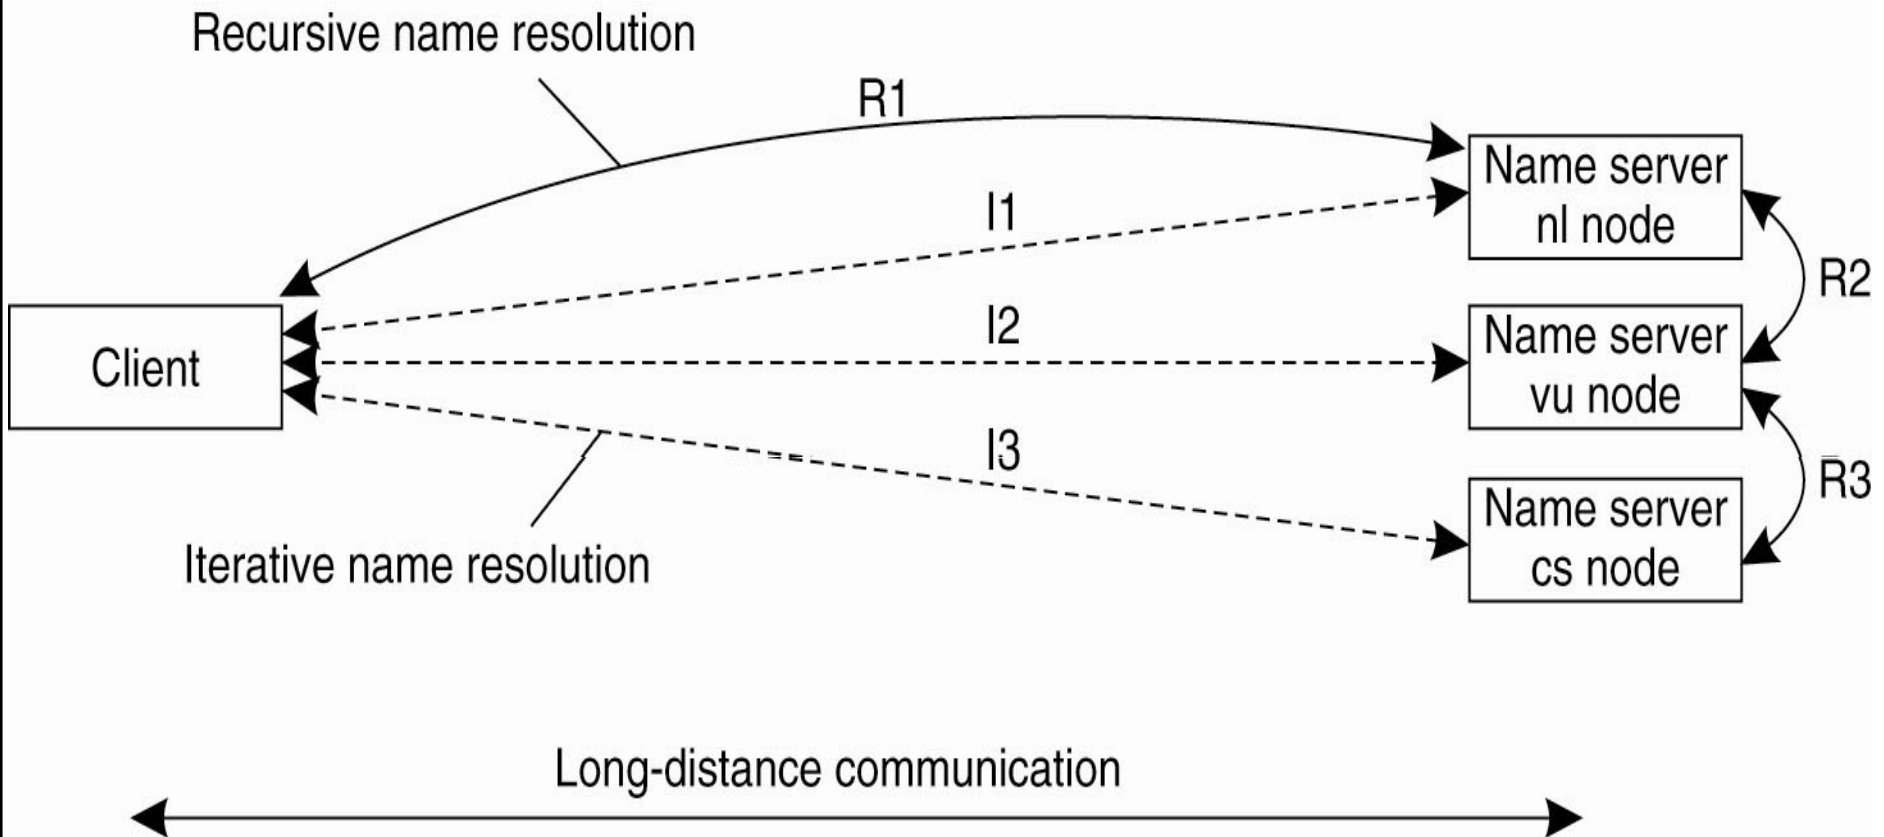 Recursive name resolution
R1
Name server
nl node
I1
R2
I2
Name server
vu node
Client
I3
R3
Name server
cs node
Iterative name resolution
Long-distance communication